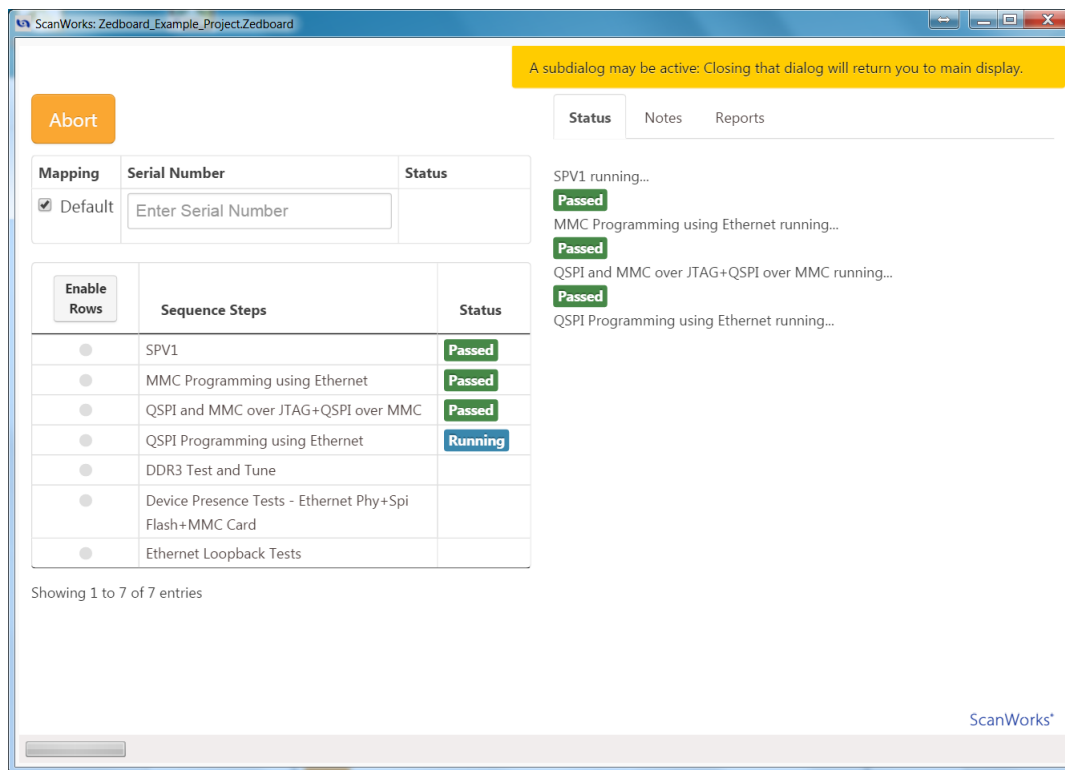 ScanWorks: Zedboard_Example_Project.Zedboard
A subdialog may be active: Closing that dialog will return you to main display.
Abort
Status Notes Reports
Mapping Serial Number Status
Default Enter Serial Number
SPV1 running...
Passed
MMC Programming using Ethernet running...
Passed
QSPI and MMC over JTAG+QSPI over MMC running...
Passed
QSPI Programming using Ethernet running...
Enable
Rows
Sequence Steps Status
SPV1 Passed
MMC Programming using Ethernet Passed
QSPI and MMC over JTAG+QSPI over MMC Passed
QSPI Programming using Ethernet Running
DDR3 Test and Tune
Device Presence Tests - Ethernet Phy+Spi
Flash+MMC Card
Ethernet Loopback Tests
Showing 1 to 7 of 7 entries
ScanWorks*